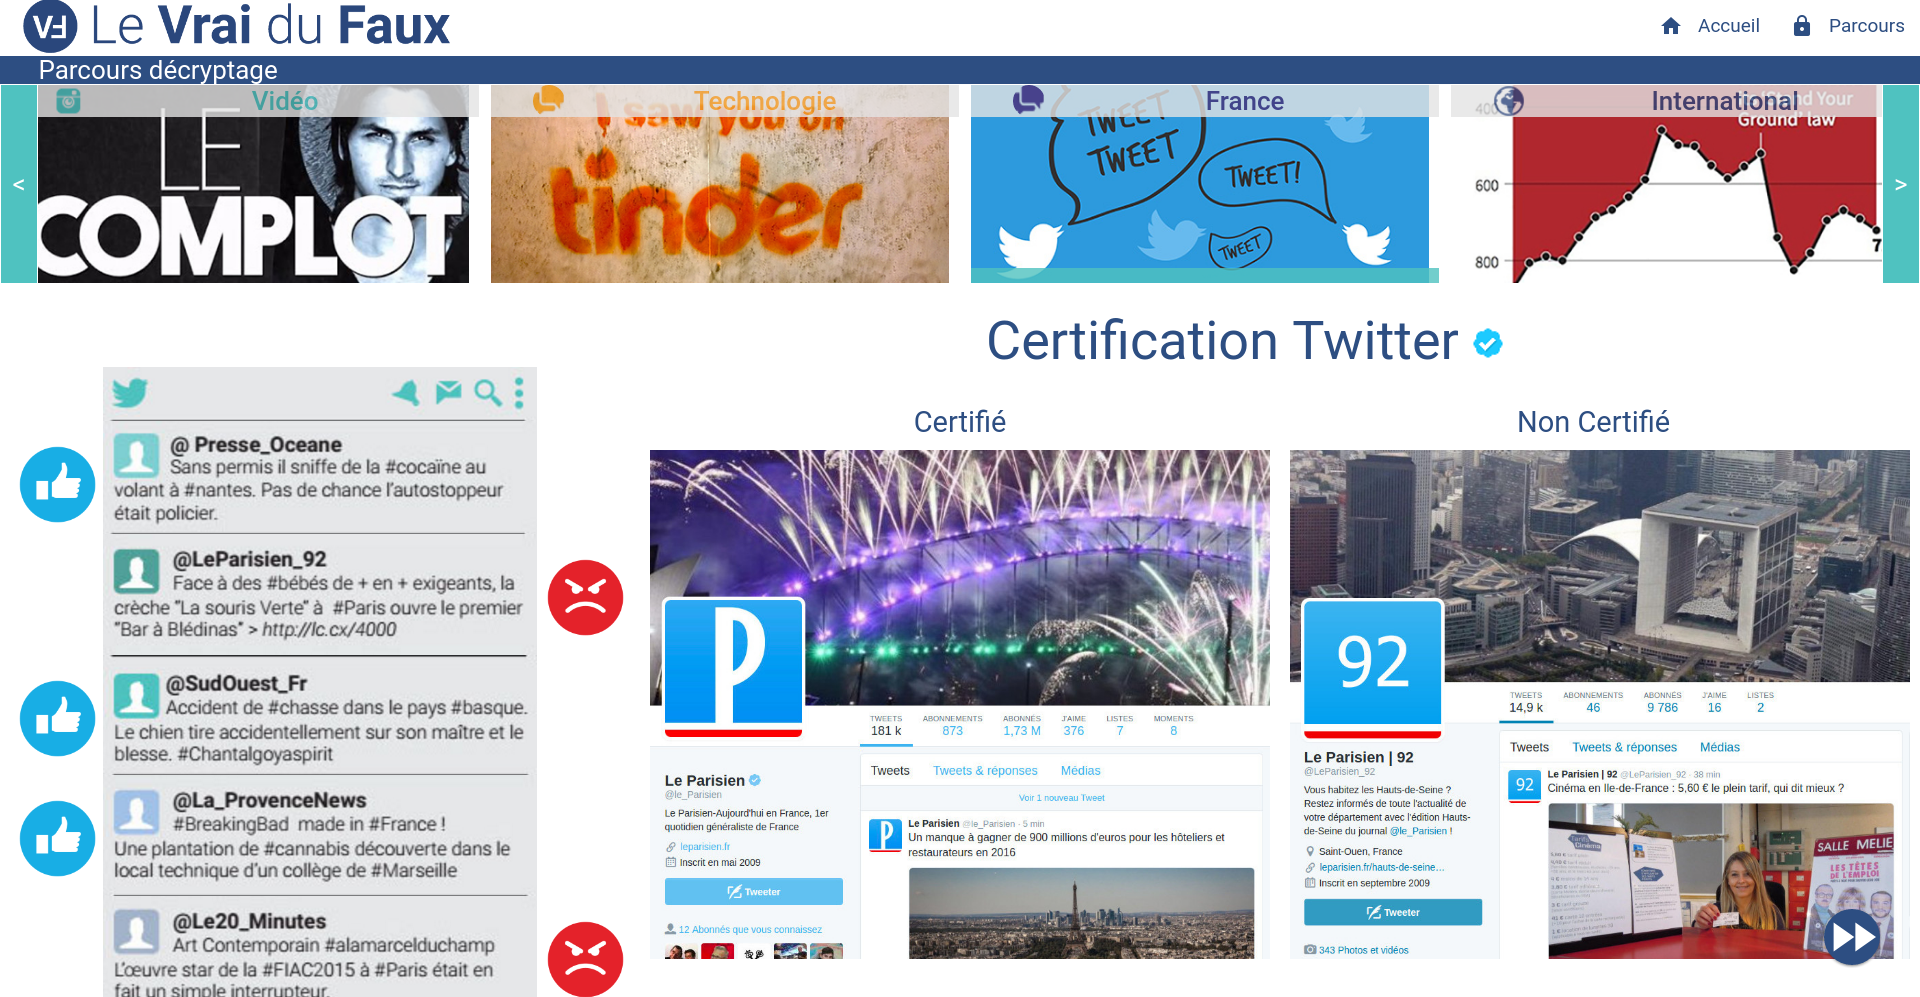 VF Le Vrai du Faux
Accueil
Parcours
Parcours décryptage
Vidéo
LE
COMPLOT
<
Technologie
I saw you on
tinder
France
TWEET
TWEET
TWEET!
TWEET
International
'Stand Your
Ground' law
400
600
800
7
>
Certification Twitter
@ Presse_Oceane
Sans permis il sniffe de la #cocaïne au
volant à #nantes. Pas de chance l'autostoppeur
était policier.
@LeParisien_92
Face à des #bébés de + en + exigeants, la
crèche "La souris Verte" à #Paris ouvre le premier
"Bar à Blédinas" > http://lc.cx/4000
@SudOuest_Fr
Accident de #chasse dans le pays #basque.
Le chien tire accidentellement sur son maître et le
blesse. #Chantalgoyaspirit
@La_ProvenceNews
#BreakingBad made in #France !
Une plantation de #cannabis découverte dans le
local technique d'un collège de #Marseille
@Le20_Minutes
Art Contemporain #alamarcelduchamp
L'œuvre star de la #FIAC2015 à #Paris était en
fait un simple interrupteur.
Certifié
P
TWEETS ABONNEMENTS ABONNÉS J'AIME LISTES MOMENTS
181 k 873 1,73 M 376 7 8
Le Parisien
@le_Parisien
Le Parisien-Aujourd'hui en France, 1er
quotidien généraliste de France
leparisien.fr
Inscrit en mai 2009
Tweeter
12 Abonnés que vous connaissez
Tweets Tweets & réponses Médias
Voir 1 nouveau Tweet
P
Le Parisien @le_Parisien · 5 min
Un manque à gagner de 900 millions d'euros pour les hôteliers et
restaurateurs en 2016
Non Certifié
92
TWEETS ABONNEMENTS ABONNÉS J'AIME LISTES
14,9 k 46 9 786 16 2
Le Parisien | 92
@LeParisien_92
Vous habitez les Hauts-de-Seine ?
Restez informés de toute l'actualité de
votre département avec l'édition Hauts-
de-Seine du journal @le_Parisien !
Saint-Ouen, France
leparisien.fr/hauts-de-seine…
Inscrit en septembre 2009
Tweeter
343 Photos et vidéos
Tweets Tweets & réponses Médias
92
Le Parisien | 92 @LeParisien_92 · 38 min
Cinéma en Ile-de-France : 5,60 € le plein tarif, qui dit mieux ?
SALLE MELIE
LES TÊTES
DE L'EMPLOI